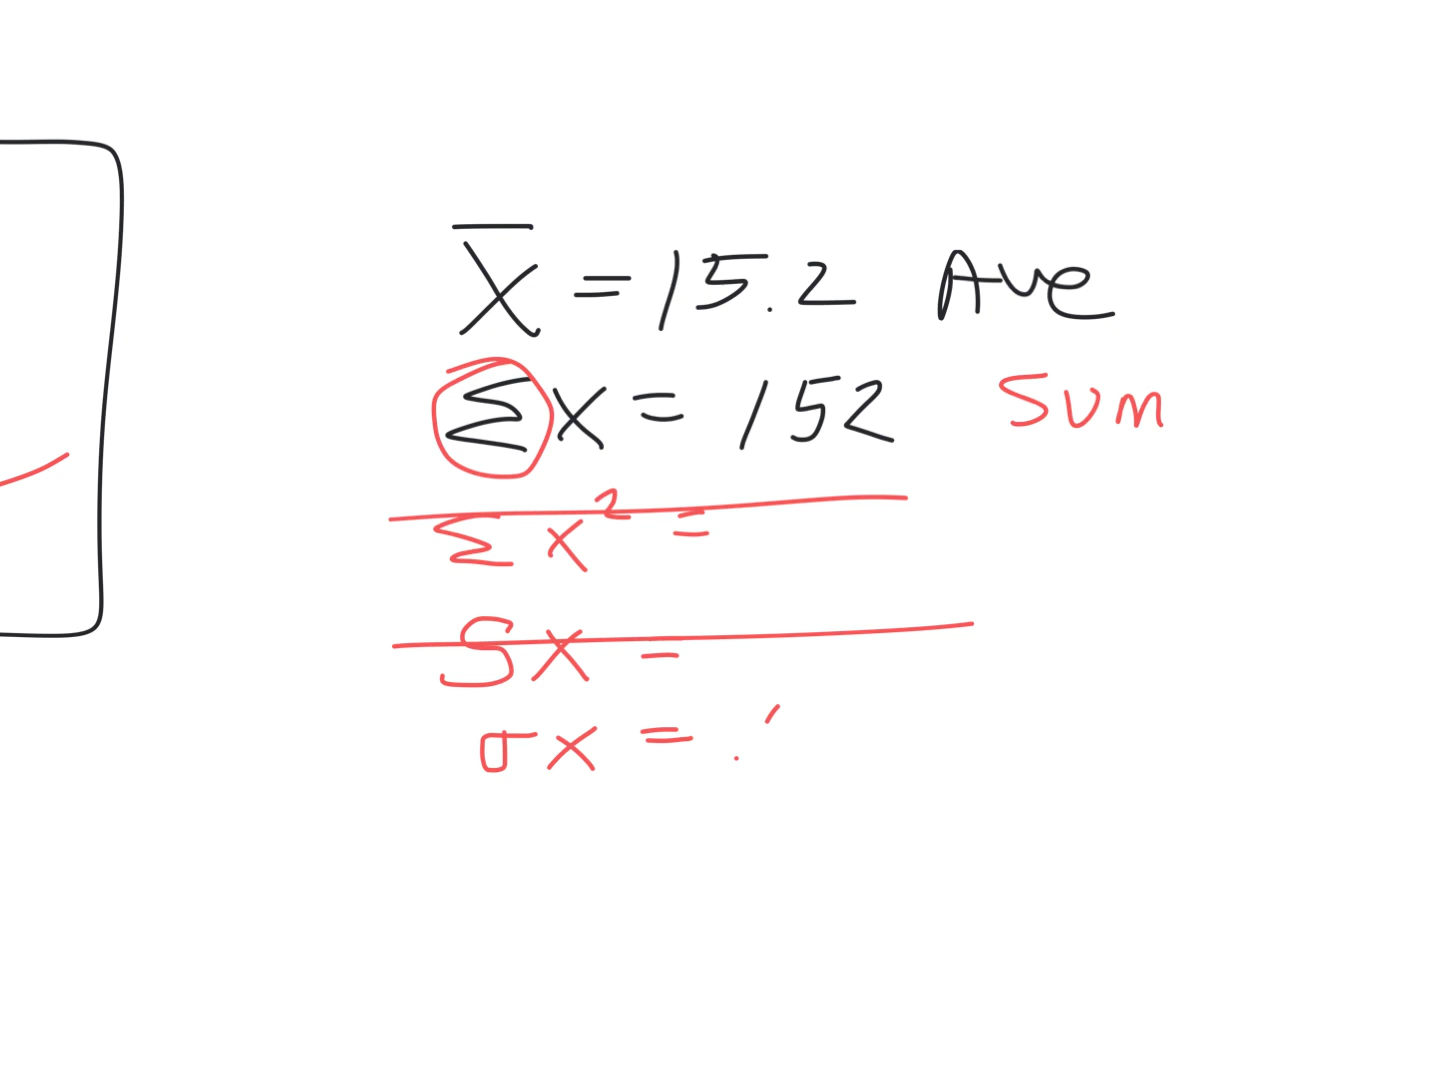 X̄ = 15.2 Ave
Σx = 152 Sum
Σx² =
Sx =
σx = .